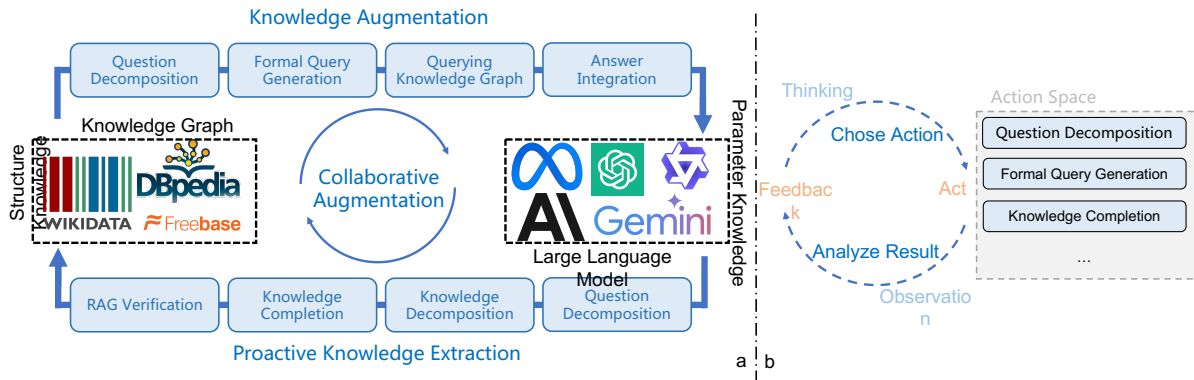 Knowledge Augmentation
Question
Decomposition
Formal Query
Generation
Querying
Knowledge Graph
Answer
Integration
Structure
Knowledge
Knowledge Graph
WIKIDATA
DBpedia
Freebase
Collaborative
Augmentation
AI
Gemini
Large Language
Model
Parameter Knowledge
RAG Verification
Knowledge
Completion
Knowledge
Decomposition
Question
Decomposition
Proactive Knowledge Extraction
a
b
Thinking
Chose Action
Feedbac
k
Act
Analyze Result
Observatio
n
Action Space
Question Decomposition
Formal Query Generation
Knowledge Completion
...